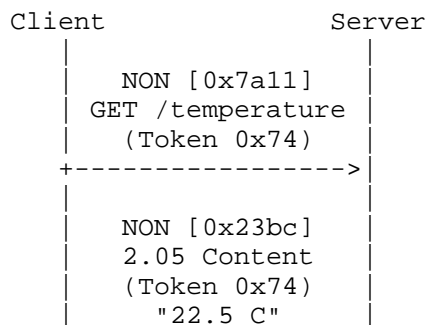 Client Server
NON [0x7a11]
GET /temperature
(Token 0x74)
NON [0x23bc]
2.05 Content
(Token 0x74)
"22.5 C"